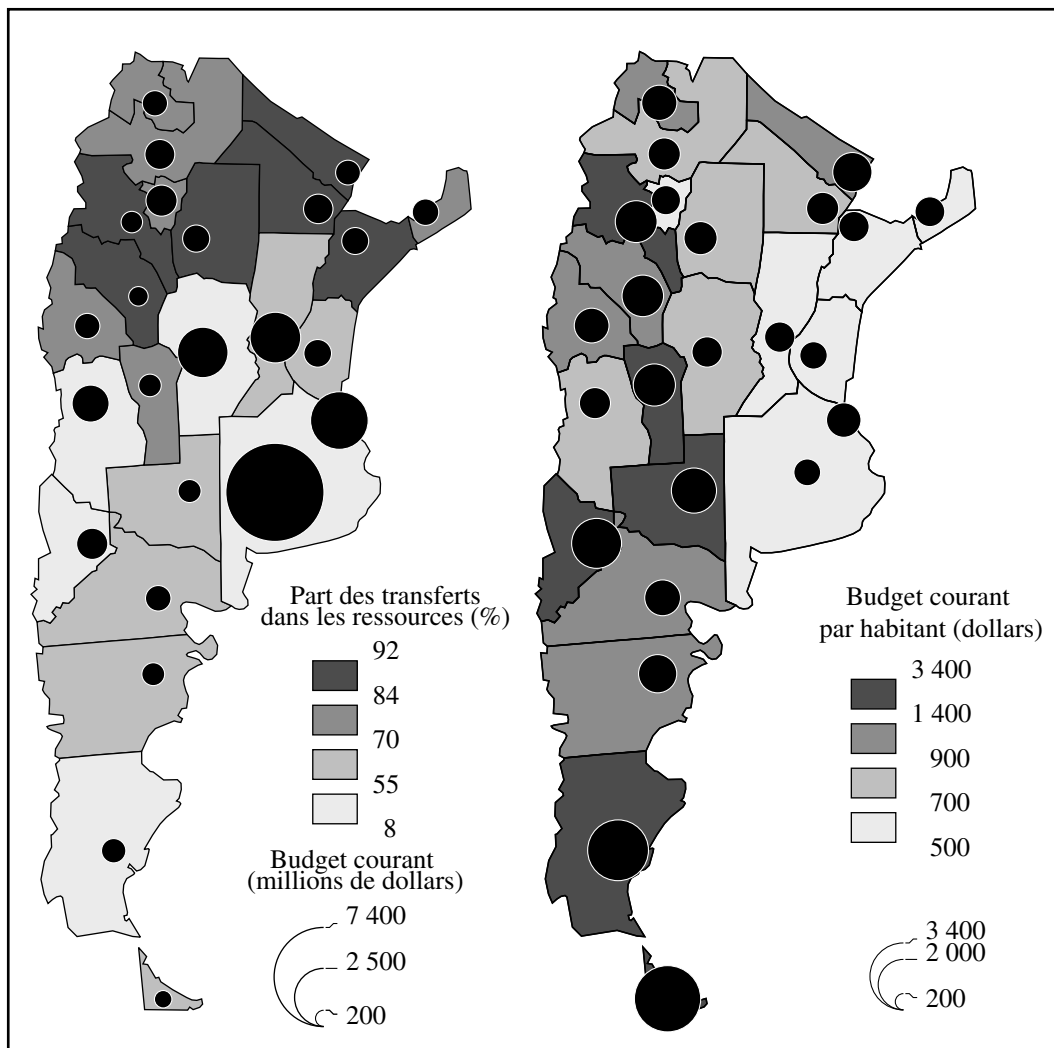 Part des transferts
dans les ressources (%)
92
84
70
55
8
Budget courant
(millions de dollars)
7 400
2 500
200
Budget courant
par habitant (dollars)
3 400
1 400
900
700
500
3 400
2 000
200